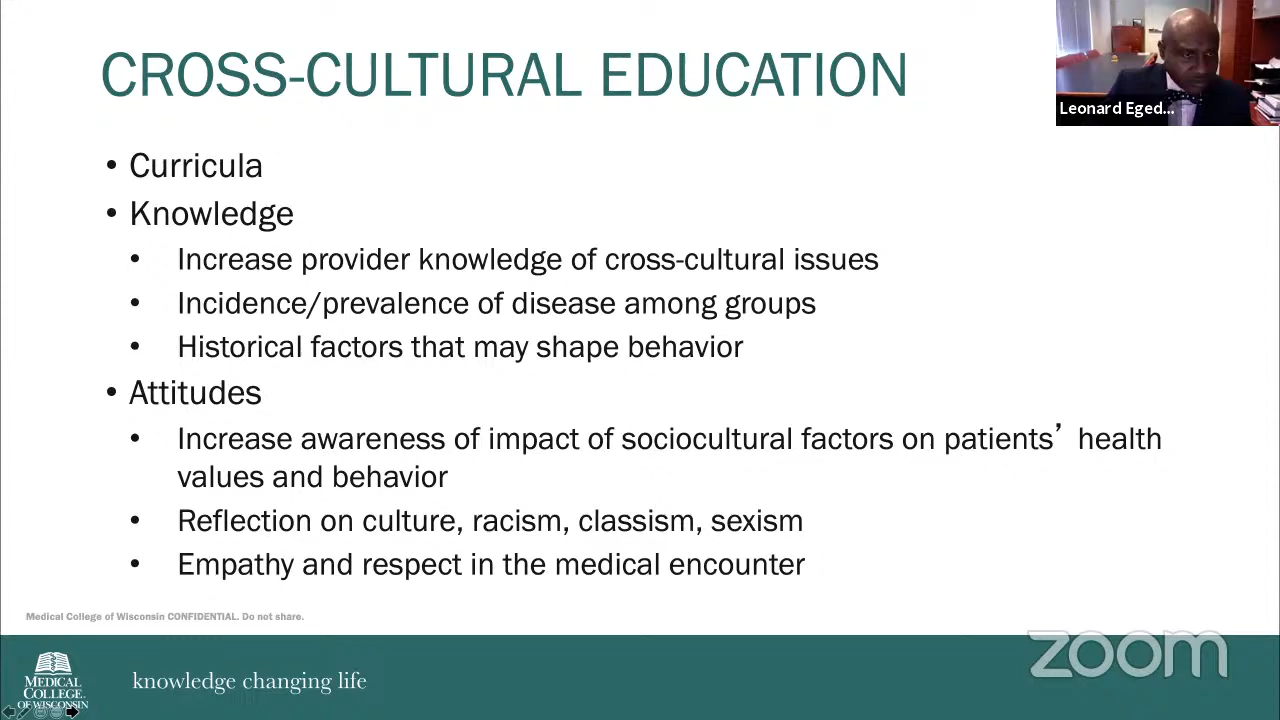 CROSS-CULTURAL EDUCATION
Leonard Eged...
• Curricula
• Knowledge
• Increase provider knowledge of cross-cultural issues
• Incidence/prevalence of disease among groups
• Historical factors that may shape behavior
• Attitudes
• Increase awareness of impact of sociocultural factors on patients’ health
values and behavior
• Reflection on culture, racism, classism, sexism
• Empathy and respect in the medical encounter
Medical College of Wisconsin CONFIDENTIAL. Do not share.
zoom
MEDICAL
COLLEGE
OF WISCONSIN
knowledge changing life